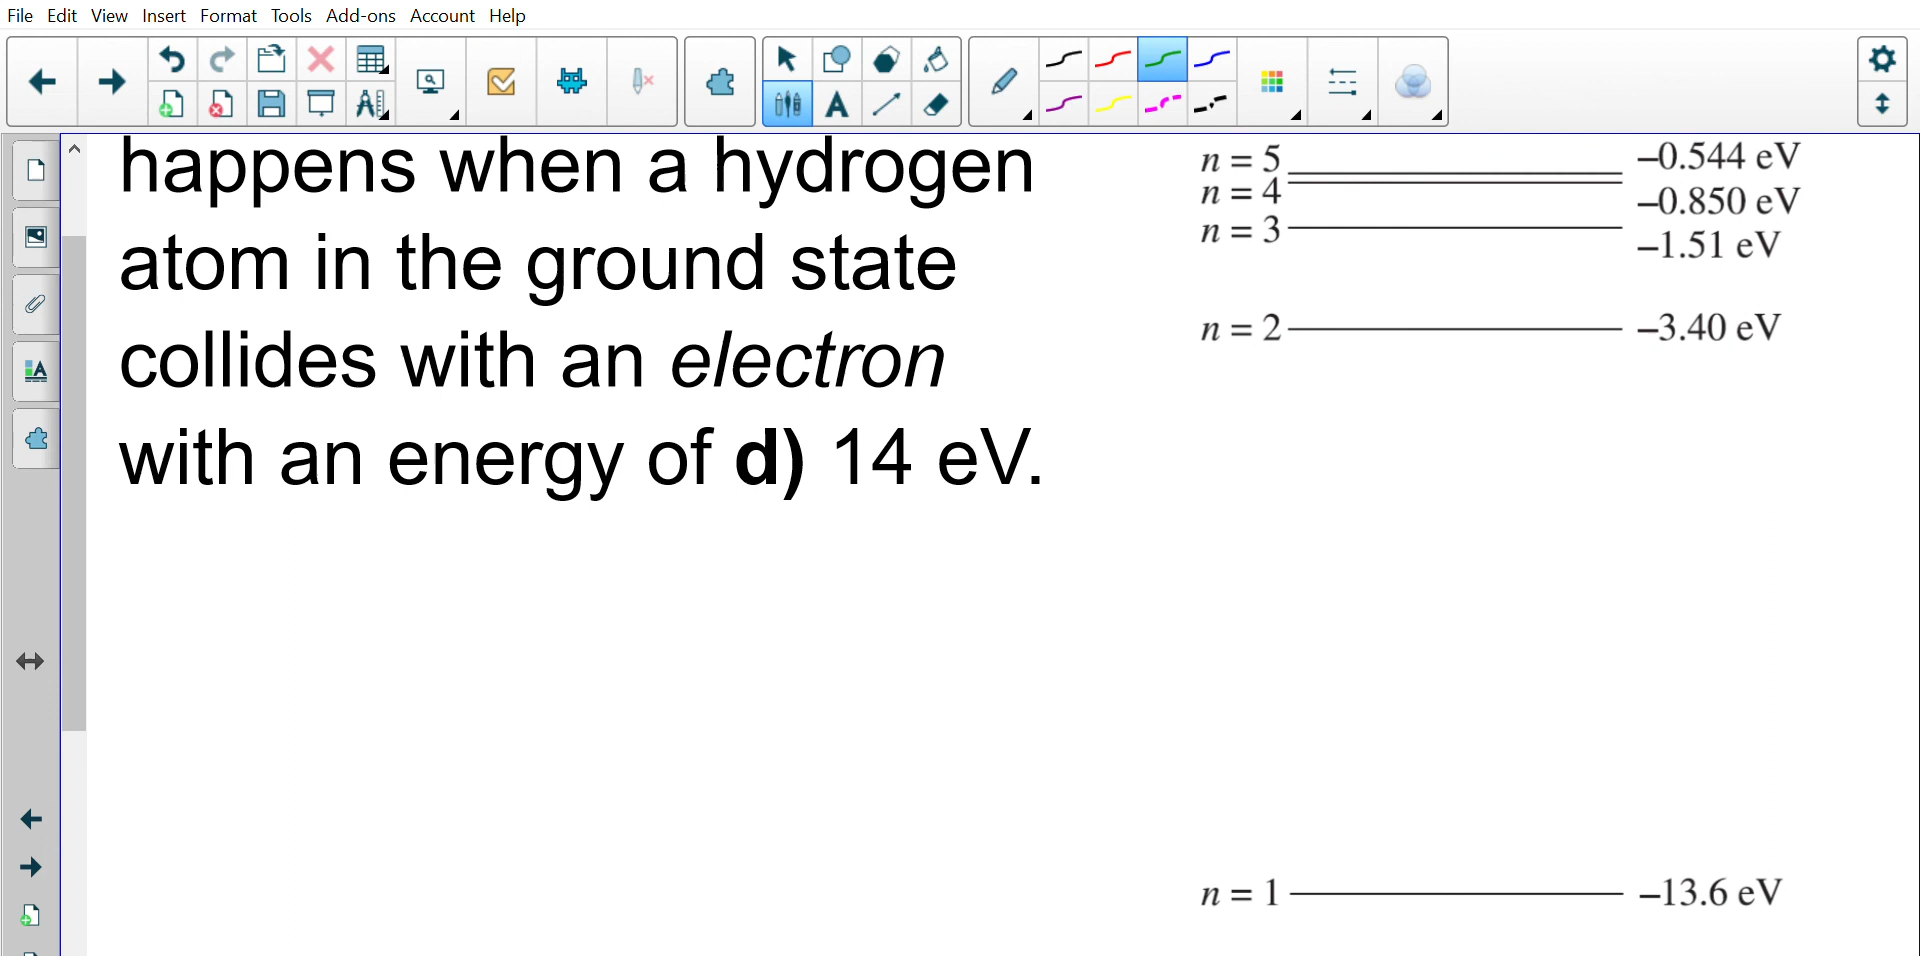 File Edit View Insert Format Tools Add-ons Account Help
happens when a hydrogen
atom in the ground state
collides with an electron
with an energy of d) 14 eV.
n = 5 –0.544 eV
n = 4 –0.850 eV
n = 3 –1.51 eV
n = 2 –3.40 eV
n = 1 –13.6 eV